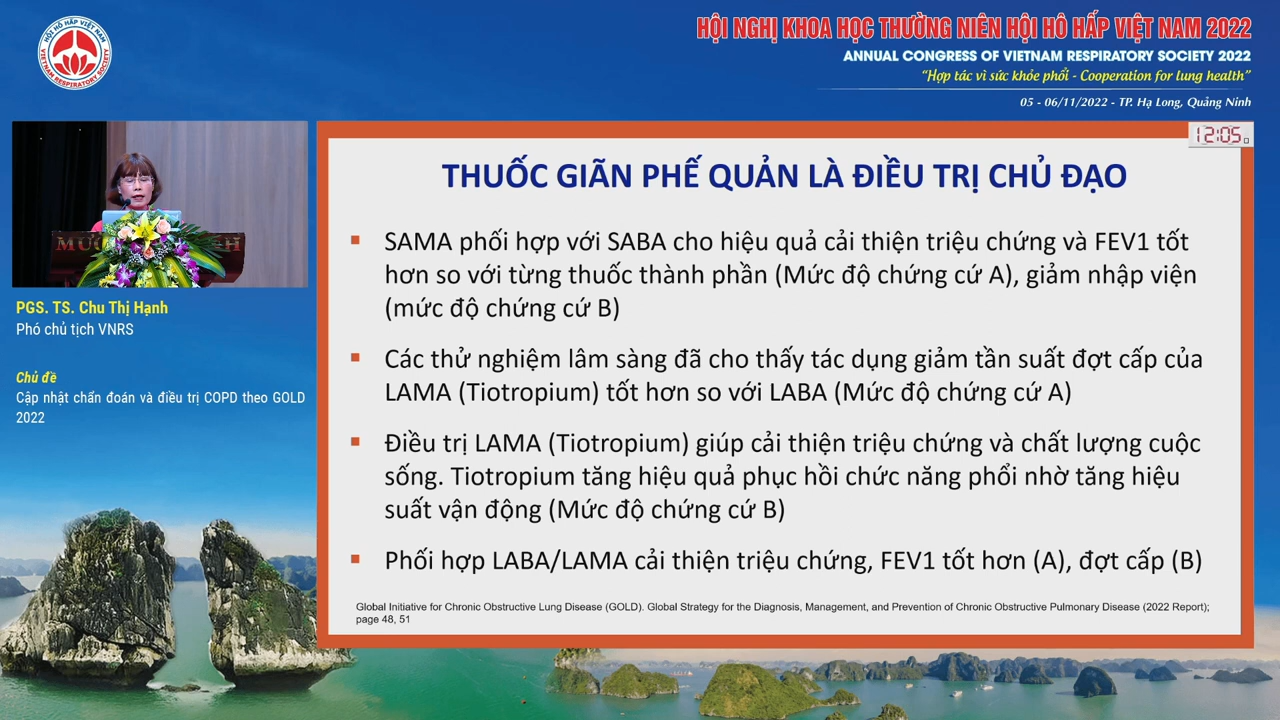 HỘI HÔ HẤP VIỆT NAM
VIETNAM RESPIRATORY SOCIETY
HỘI NGHỊ KHOA HỌC THƯỜNG NIÊN HỘI HÔ HẤP VIỆT NAM 2022
ANNUAL CONGRESS OF VIETNAM RESPIRATORY SOCIETY 2022
“Hợp tác vì sức khỏe phổi - Cooperation for lung health”
05 - 06/11/2022 - TP. Hạ Long, Quảng Ninh
12:05
PGS. TS. Chu Thị Hạnh
Phó chủ tịch VNRS
Chủ đề
Cập nhật chẩn đoán và điều trị COPD theo GOLD
2022
THUỐC GIÃN PHẾ QUẢN LÀ ĐIỀU TRỊ CHỦ ĐẠO
▪ SAMA phối hợp với SABA cho hiệu quả cải thiện triệu chứng và FEV1 tốt
hơn so với từng thuốc thành phần (Mức độ chứng cứ A), giảm nhập viện
(mức độ chứng cứ B)
▪ Các thử nghiệm lâm sàng đã cho thấy tác dụng giảm tần suất đợt cấp của
LAMA (Tiotropium) tốt hơn so với LABA (Mức độ chứng cứ A)
▪ Điều trị LAMA (Tiotropium) giúp cải thiện triệu chứng và chất lượng cuộc
sống. Tiotropium tăng hiệu quả phục hồi chức năng phổi nhờ tăng hiệu
suất vận động (Mức độ chứng cứ B)
▪ Phối hợp LABA/LAMA cải thiện triệu chứng, FEV1 tốt hơn (A), đợt cấp (B)
Global Initiative for Chronic Obstructive Lung Disease (GOLD). Global Strategy for the Diagnosis, Management, and Prevention of Chronic Obstructive Pulmonary Disease (2022 Report);
page 48, 51